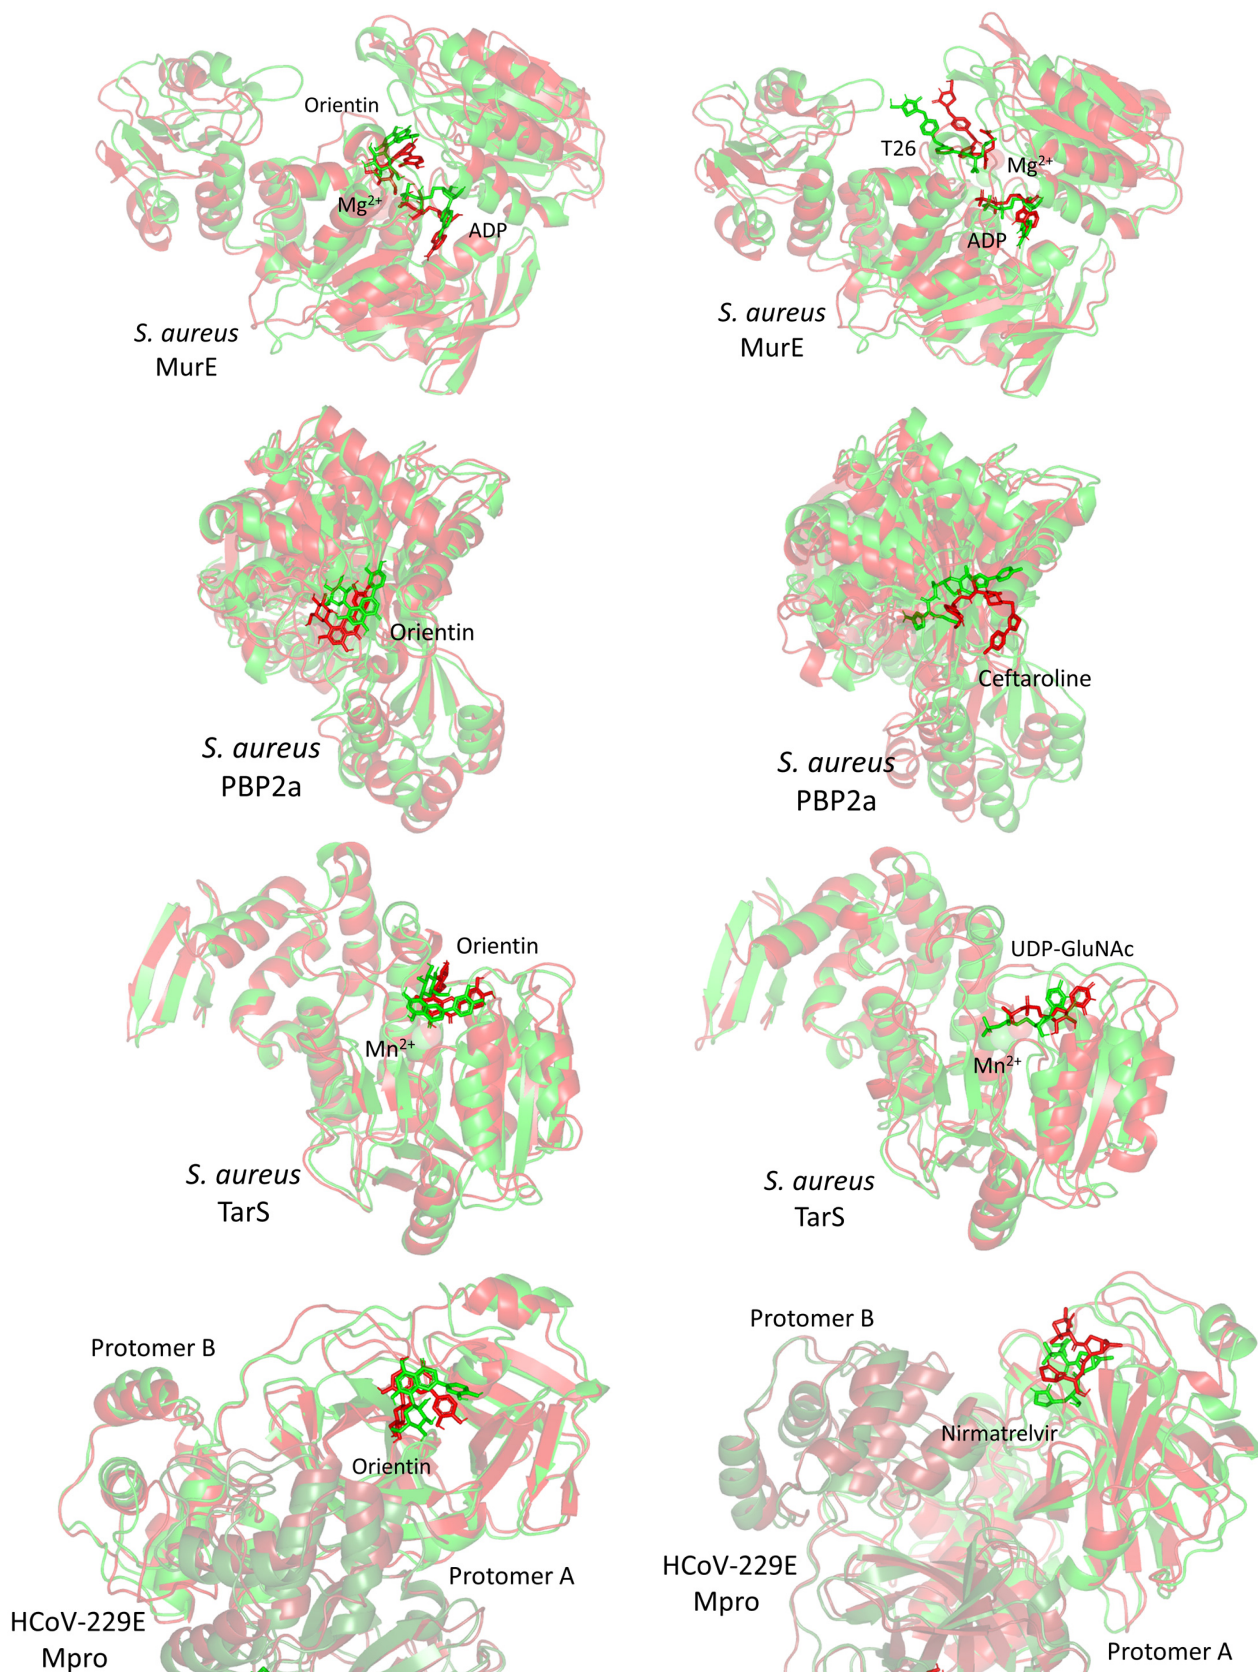 Orientin
Mg2+
ADP
S. aureus
MurE
T26
Mg2+
ADP
S. aureus
MurE
Orientin
S. aureus
PBP2a
Ceftaroline
S. aureus
PBP2a
Orientin
Mn2+
S. aureus
TarS
UDP-GluNAc
Mn2+
S. aureus
TarS
Protomer B
Orientin
Protomer A
HCoV-229E
Mpro
Protomer B
Nirmatrelvir
HCoV-229E
Mpro
Protomer A